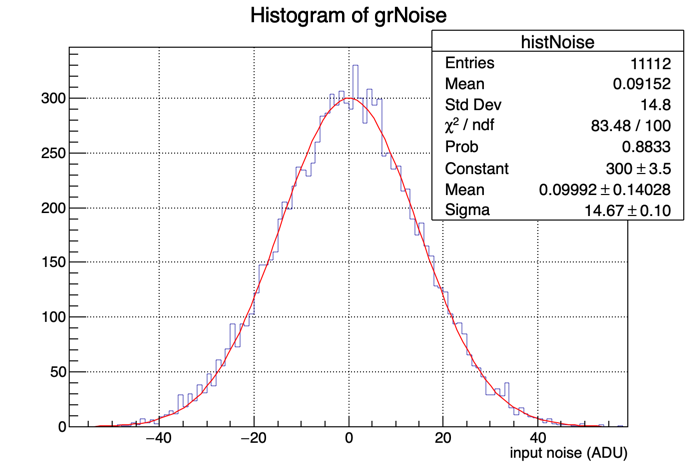 Histogram of grNoise
histNoise
Entries 11112
Mean 0.09152
Std Dev 14.8
χ² / ndf 83.48 / 100
Prob 0.8833
Constant 300 ± 3.5
Mean 0.09992 ± 0.14028
Sigma 14.67 ± 0.10
300
250
200
150
100
50
0
−40 −20 0 20 40
input noise (ADU)